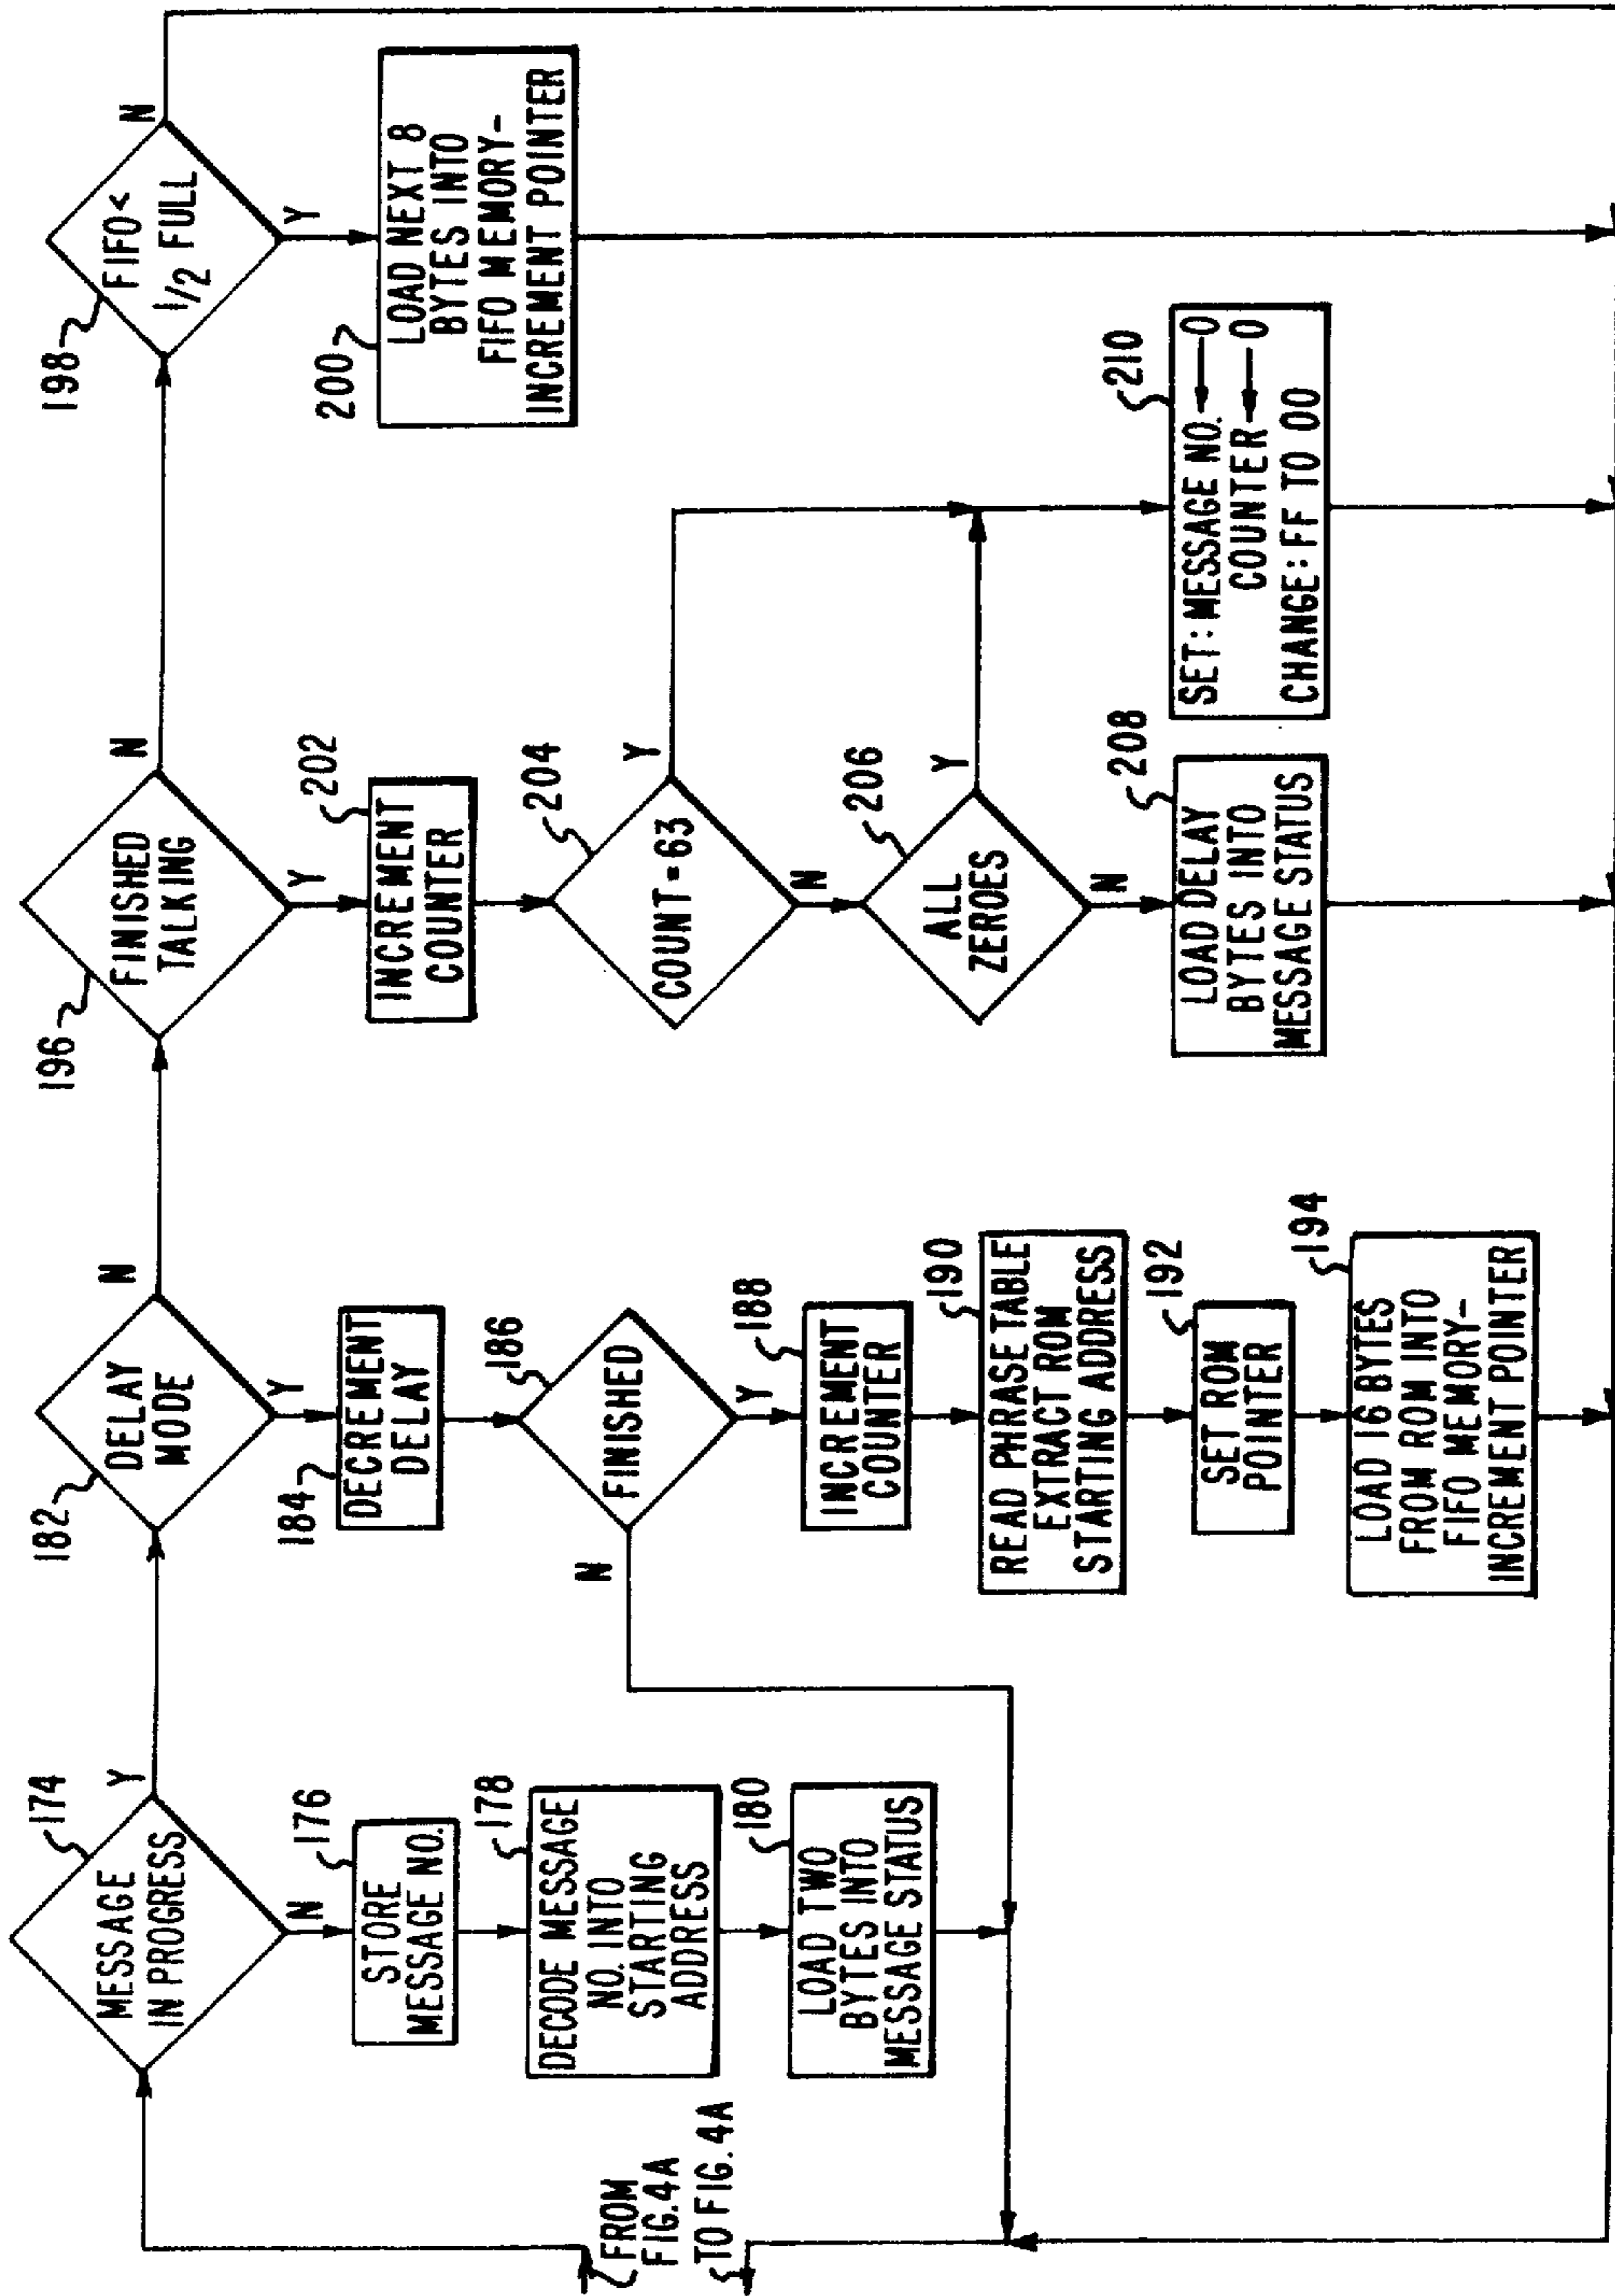 FROM
FIG.4A
TO FIG.4A
174
MESSAGE
IN PROGRESS
Y
N
176
STORE
MESSAGE NO.
178
DECODE MESSAGE
NO. INTO
STARTING
ADDRESS
180
LOAD TWO
BYTES INTO
MESSAGE STATUS
182
DELAY
MODE
N
Y
184
DECREMENT
DELAY
186
FINISHED
N
Y
188
INCREMENT
COUNTER
190
READ PHRASE TABLE
EXTRACT ROM
STARTING ADDRESS
192
SET ROM
POINTER
194
LOAD 16 BYTES
FROM ROM INTO
FIFO MEMORY-
INCREMENT POINTER
196
FINISHED
TALKING
N
Y
202
INCREMENT
COUNTER
204
COUNT=63
Y
N
206
ALL
ZEROES
Y
N
208
LOAD DELAY
BYTES INTO
MESSAGE STATUS
210
SET: MESSAGE NO.←0
COUNTER←0
CHANGE: FF TO 00
198
FIFO<
1/2 FULL
N
Y
200
LOAD NEXT 8
BYTES INTO
FIFO MEMORY-
INCREMENT POINTER